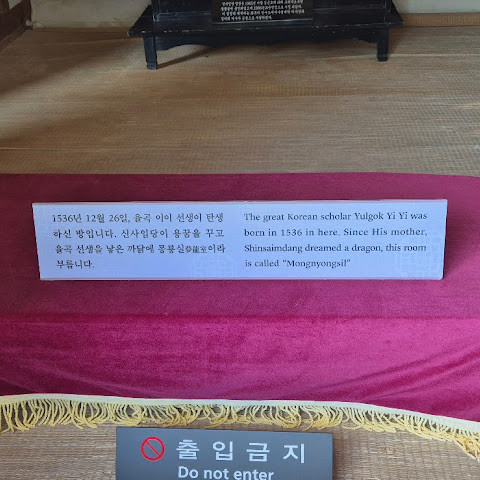 1536년 12월 26일, 율곡 이이 선생이 탄생
하신 방입니다. 신사임당이 용꿈을 꾸고
율곡 선생을 낳은 까닭에 몽룡실夢龍室이라
부릅니다.
The great Korean scholar Yulgok Yi Yi was
born in 1536 in here. Since His mother,
Shinsaimdang dreamed a dragon, this room
is called "Mongnyongsil"
출입금지
Do not enter